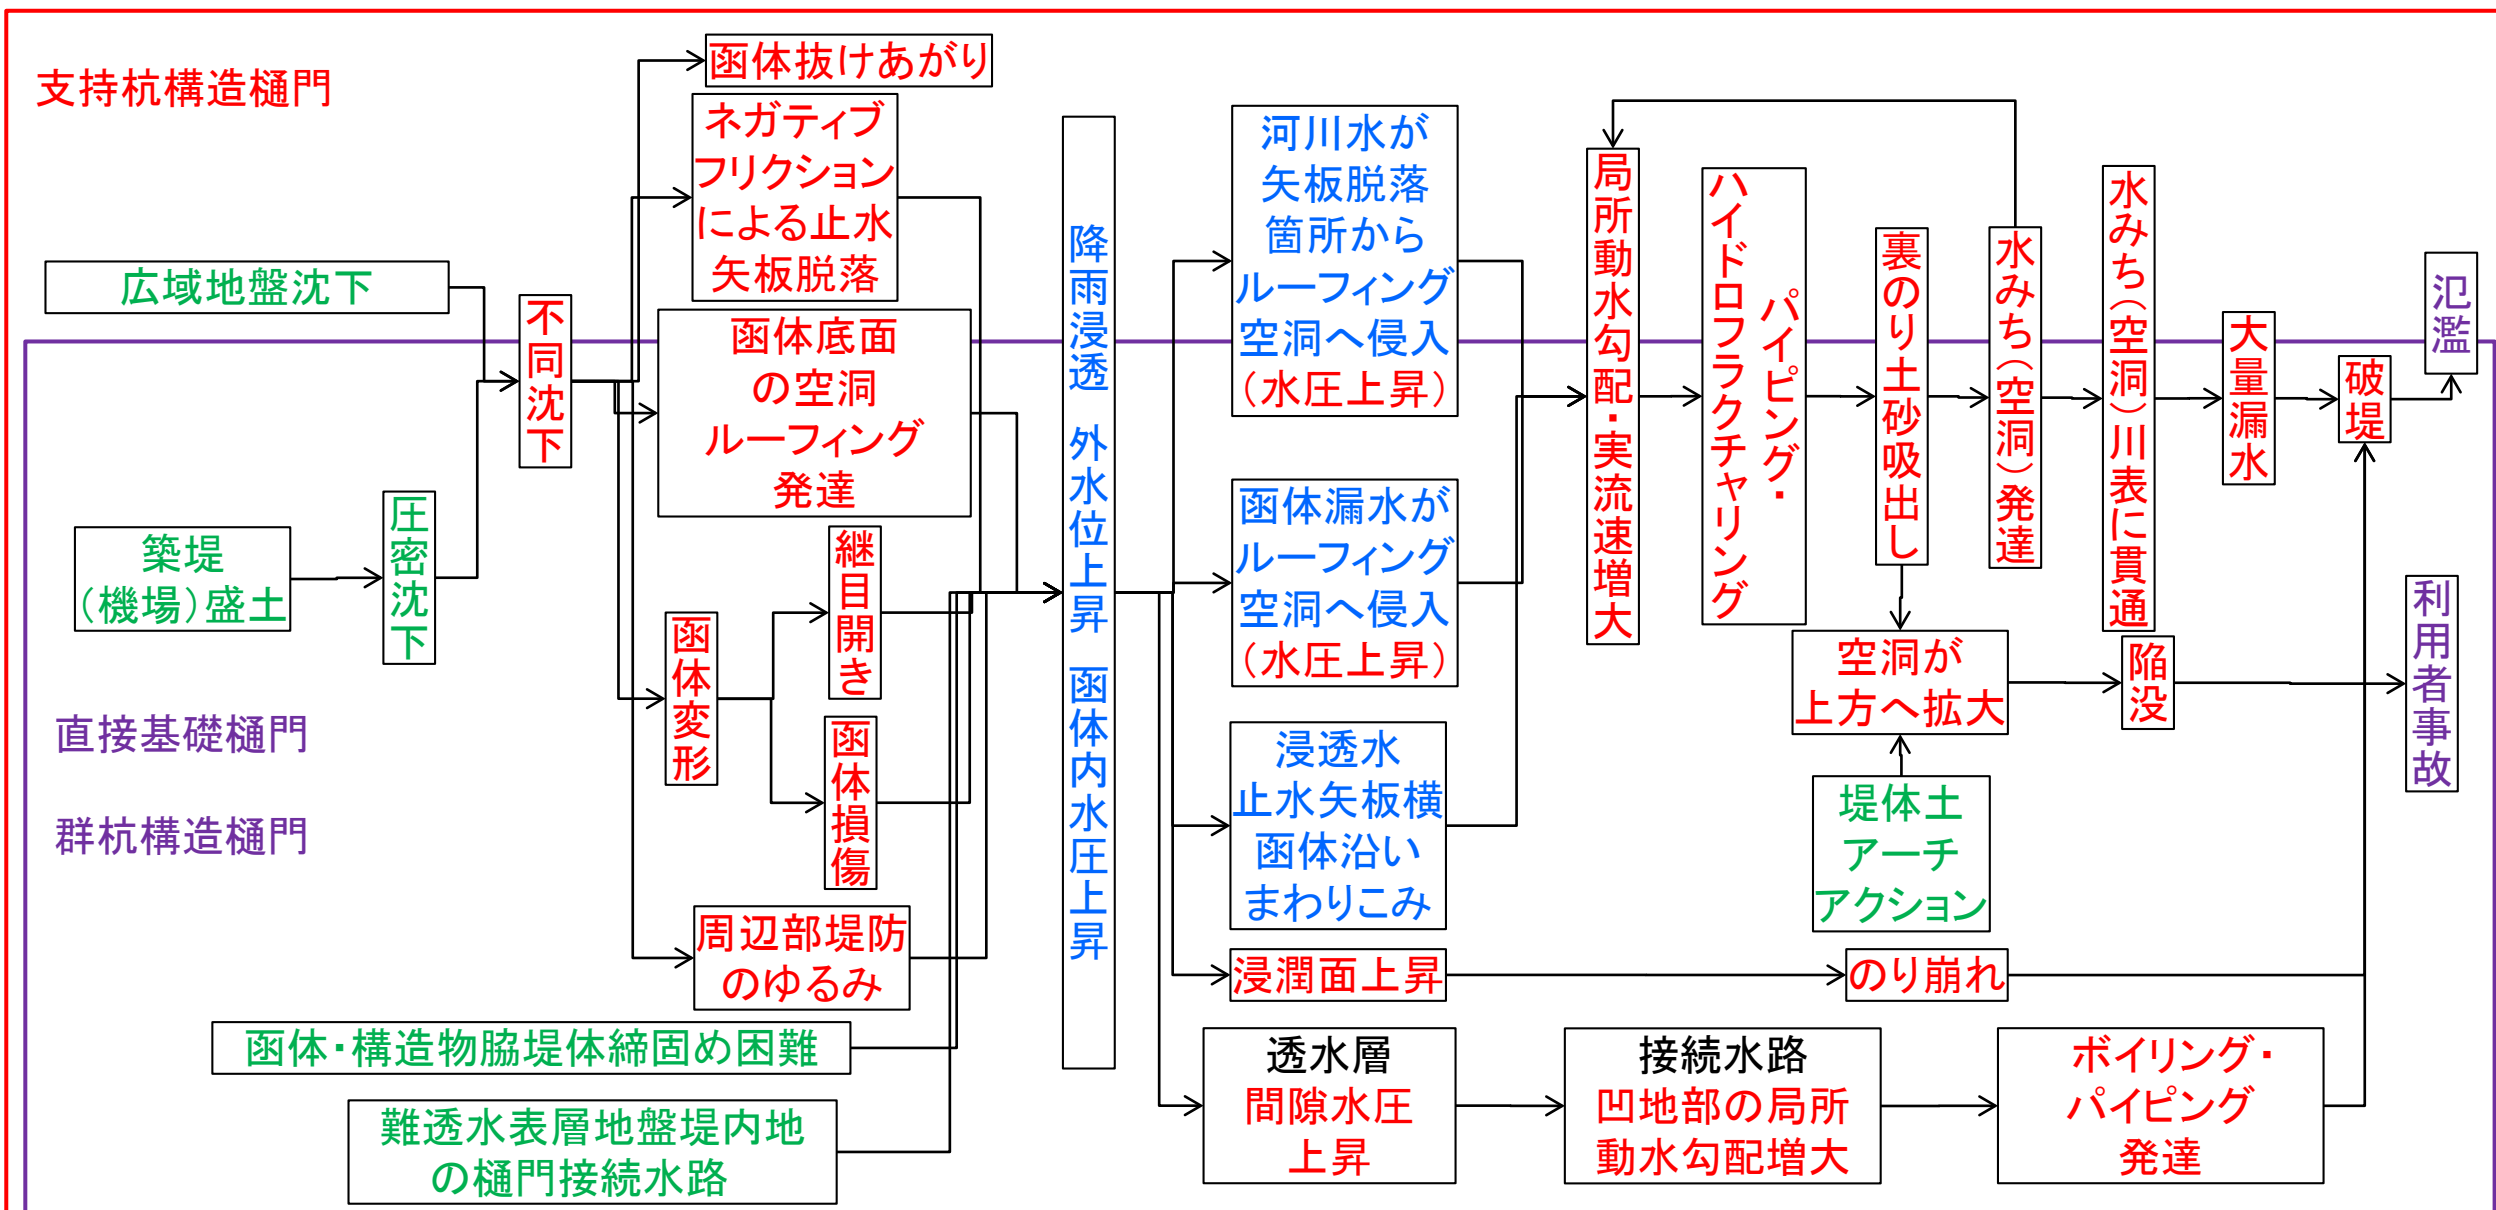 支持杭構造樋門
広域地盤沈下
築堤
（機場）盛土
圧密沈下
不同沈下
直接基礎樋門
群杭構造樋門
函体抜けあがり
ネガティブ
フリクション
による止水
矢板脱落
函体底面
の空洞
ルーフィング
発達
函体変形
継目開き
函体損傷
周辺部堤防
のゆるみ
函体・構造物脇堤体締固め困難
難透水表層地盤堤内地
の樋門接続水路
降雨浸透　外水位上昇　函体内水圧上昇
河川水が
矢板脱落
箇所から
ルーフィング
空洞へ侵入
（水圧上昇）
函体漏水が
ルーフィング
空洞へ侵入
（水圧上昇）
浸透水
止水矢板横
函体沿い
まわりこみ
浸潤面上昇
透水層
間隙水圧
上昇
局所動水勾配・実流速増大
パイピング・
ハイドロフラクチャリング
裏のり土砂吸出し
水みち（空洞）発達
水みち（空洞）川表に貫通
大量漏水
破堤
氾濫
空洞が
上方へ拡大
陥没
利用者事故
堤体土
アーチ
アクション
のり崩れ
接続水路
凹地部の局所
動水勾配増大
ボイリング・
パイピング
発達